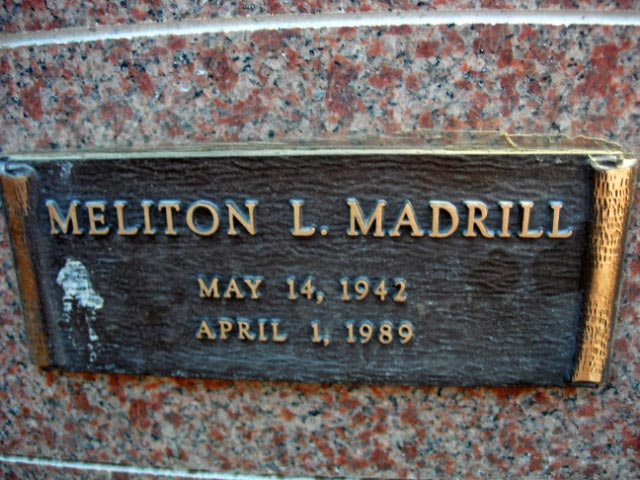 MELITON L. MADRILL
MAY 14, 1942
APRIL 1, 1989